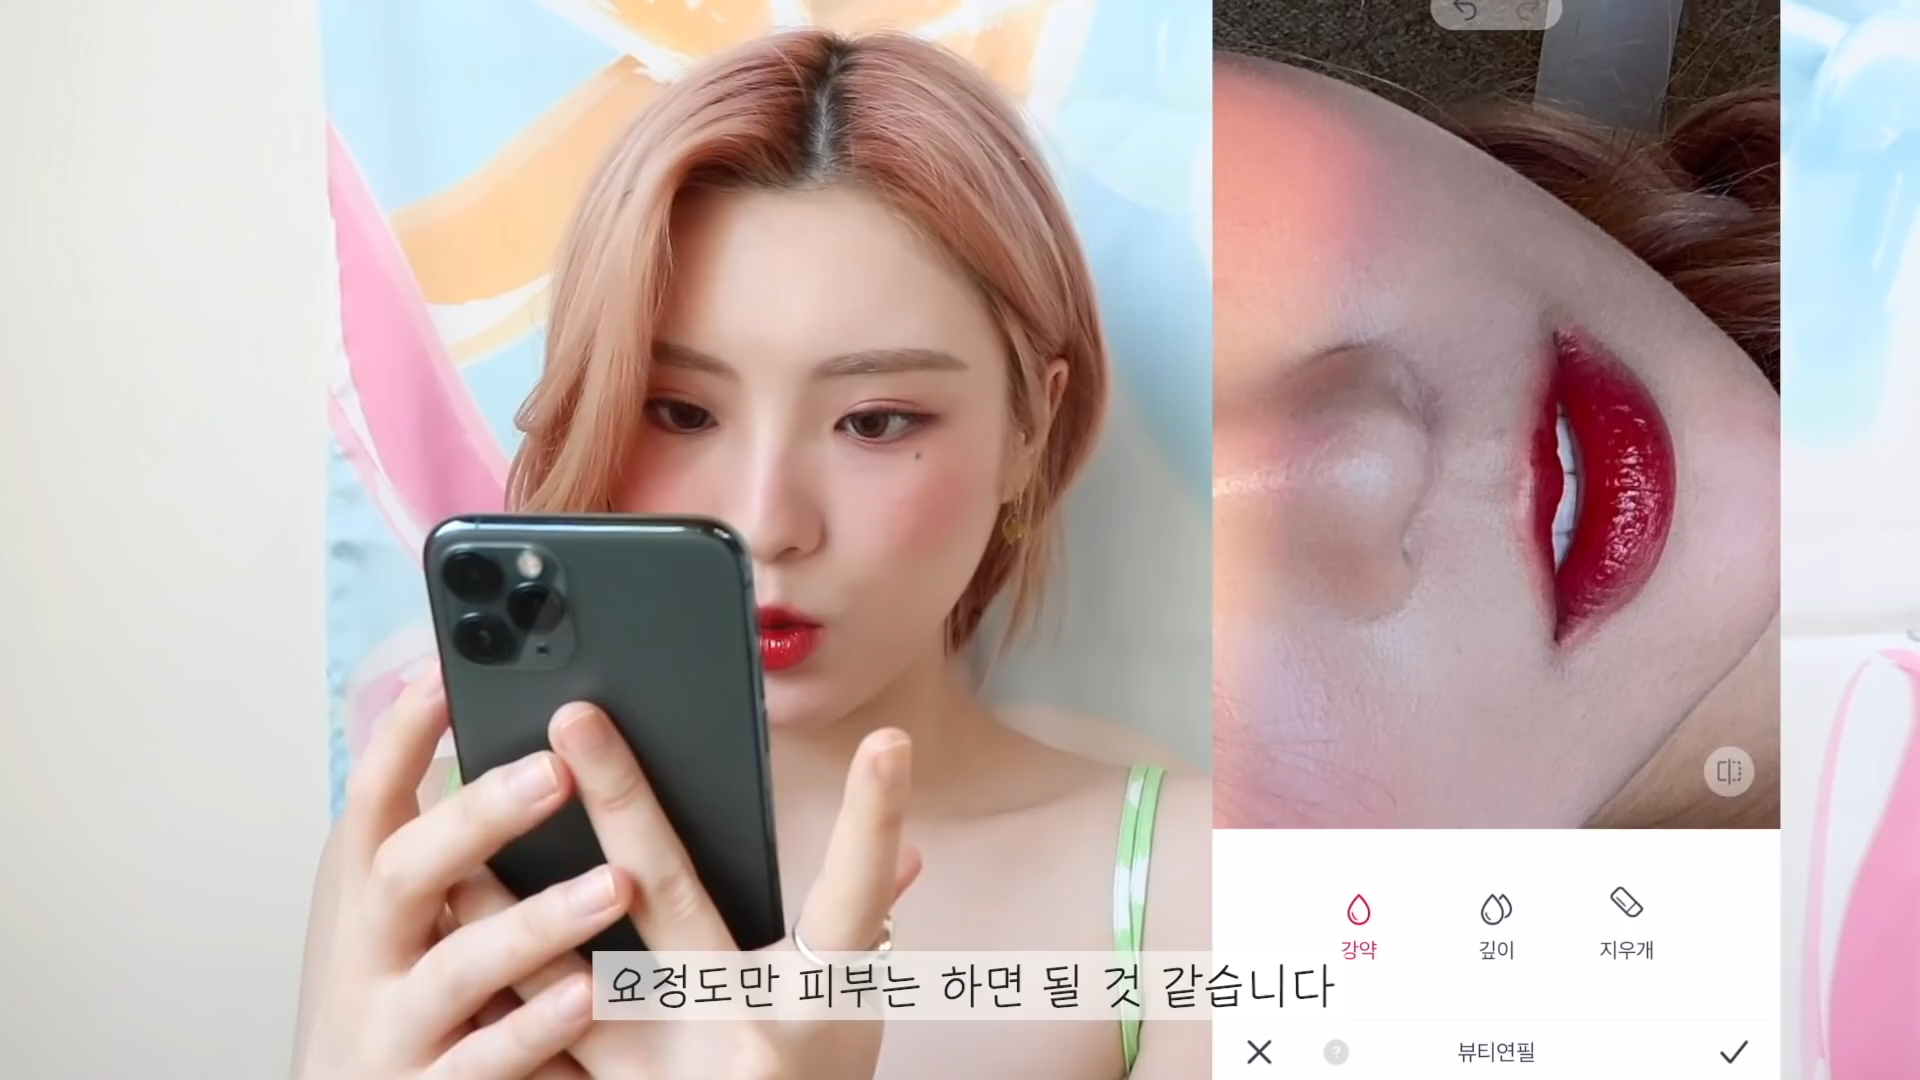 강약
깊이
지우개
요정도만 피부는 하면 될 것 같습니다
?
뷰티연필